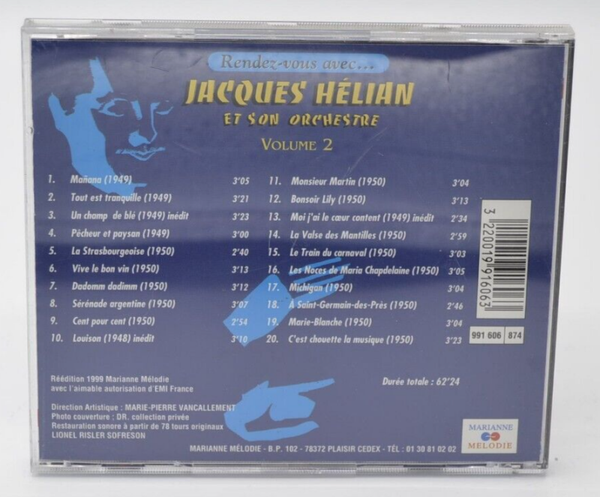 Rendez-vous avec...
JACQUES HÉLIAN
ET SON ORCHESTRE
VOLUME 2
1. Mañana (1949) 3'05
2. Tout est tranquille (1949) 3'21
3. Un champ de blé (1949) inédit 3'23
4. Pêcheur et paysan (1949) 3'00
5. La Strasbourgeoise (1950) 2'40
6. Vive le bon vin (1950) 3'13
7. Dadomm dadimm (1950) 3'12
8. Sérénade argentine (1950) 3'07
9. Cent pour cent (1950) 2'54
10. Louison (1948) inédit 3'10
11. Monsieur Martin (1950) 3'04
12. Bonsoir Lily (1950) 3'13
13. Moi j'ai le cœur content (1949) inédit 2'34
14. La Valse des Mantilles (1950) 2'59
15. Le Train du carnaval (1950) 3'03
16. Les Noces de Maria Chapdelaine (1950) 3'05
17. Michigan (1950) 3'04
18. A Saint-Germain-des-Près (1950) 2'46
19. Marie-Blanche (1950) 3'04
20. C'est chouette la musique (1950) 3'23
3 220019 916063
991 606 874
Réédition 1999 Marianne Mélodie
avec l'aimable autorisation d'EMI France
Durée totale : 62'24
Direction Artistique : MARIE-PIERRE VANCALLEMENT
Photo couverture : DR. collection privée
Restauration sonore à partir de 78 tours originaux
LIONEL RISLER SOFRESON
MARIANNE MÉLODIE - B.P. 102 - 78372 PLAISIR CEDEX - TÉL : 01 30 81 02 02
MARIANNE
MELODIE